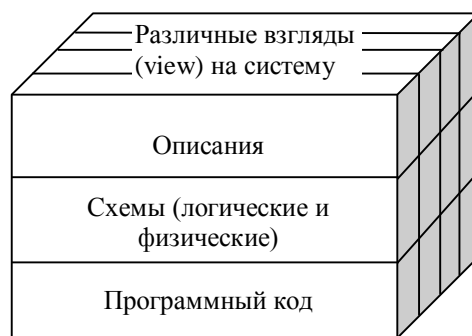 Различные взгляды
(view) на систему
Описания
Схемы (логические и
физические)
Программный код